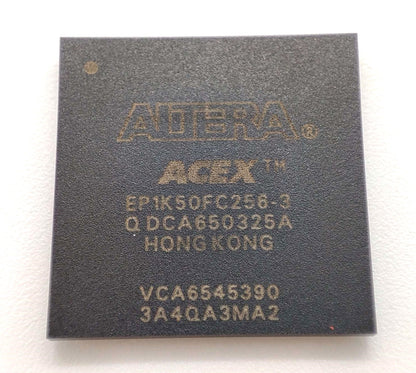 ALTERA®
ACEX™
EP1K50FC256-3
Q DCA650325A
HONG KONG
VCA6545390
3A4QA3MA2